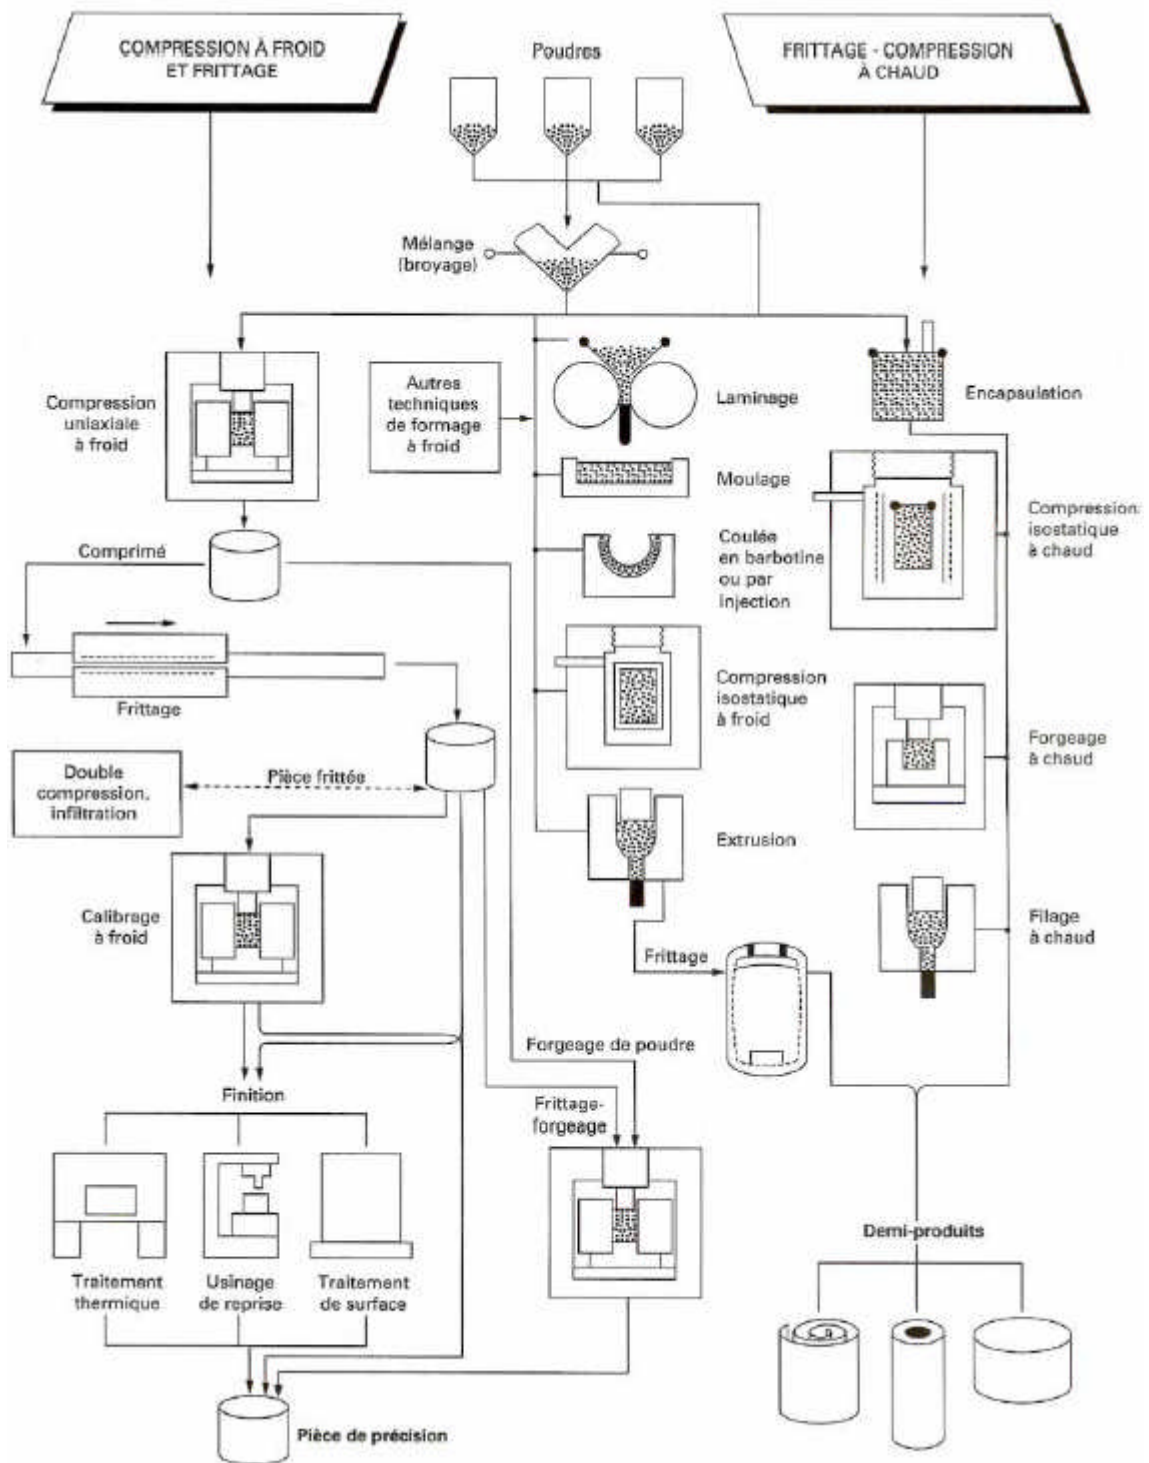 COMPRESSION À FROID
ET FRITTAGE
Poudres
FRITTAGE - COMPRESSION
À CHAUD
Mélange
(broyage)
Compression
uniaxiale
à froid
Autres
techniques
de formage
à froid
Laminage
Encapsulation
Moulage
Comprimé
Coulée
en barbotine
ou par
injection
Compression
isostatique
à chaud
Frittage
Compression
isostatique
à froid
Forgeage
à chaud
Double
compression,
infiltration
Pièce frittée
Extrusion
Calibrage
à froid
Filage
à chaud
Frittage
Forgeage de poudre
Finition
Frittage-
forgeage
Traitement
thermique
Usinage
de reprise
Traitement
de surface
Demi-produits
Pièce de précision